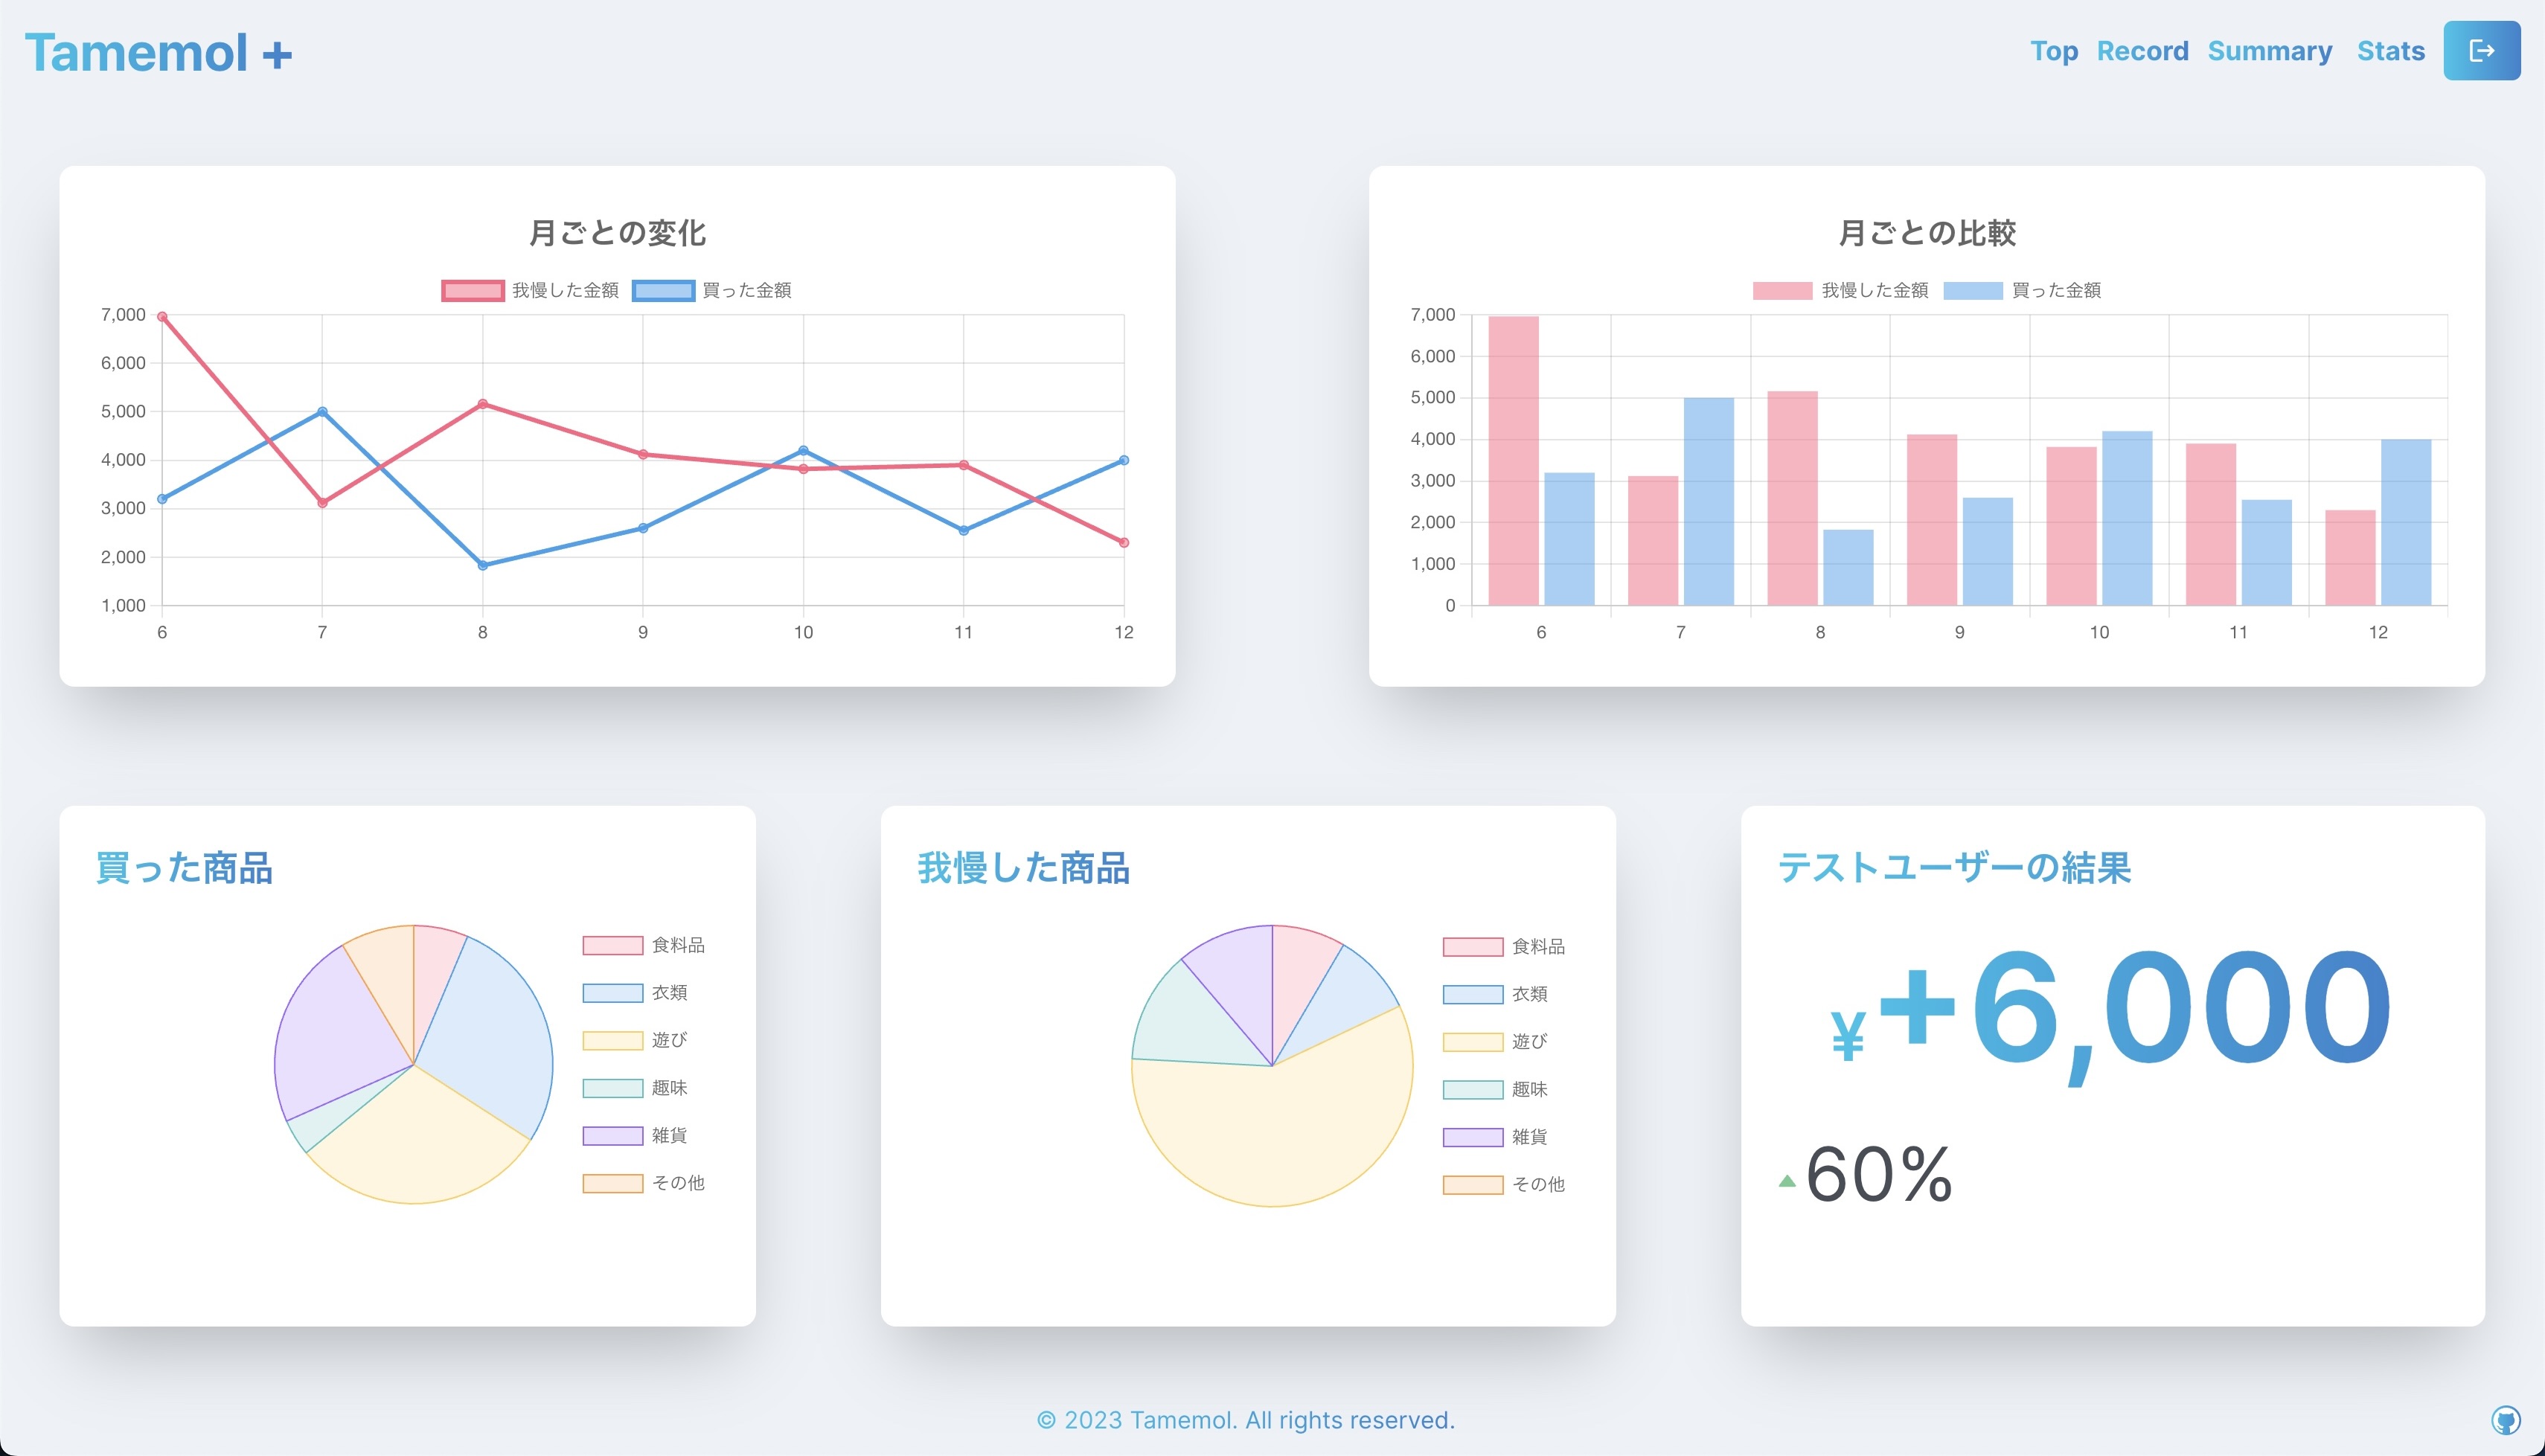 Tamemol +
Top Record Summary Stats
月ごとの変化
我慢した金額 買った金額
7,000
6,000
5,000
4,000
3,000
2,000
1,000
6 7 8 9 10 11 12
月ごとの比較
我慢した金額 買った金額
7,000
6,000
5,000
4,000
3,000
2,000
1,000
0
6 7 8 9 10 11 12
買った商品
食料品
衣類
遊び
趣味
雑貨
その他
我慢した商品
食料品
衣類
遊び
趣味
雑貨
その他
テストユーザーの結果
¥+6,000
60%
© 2023 Tamemol. All rights reserved.